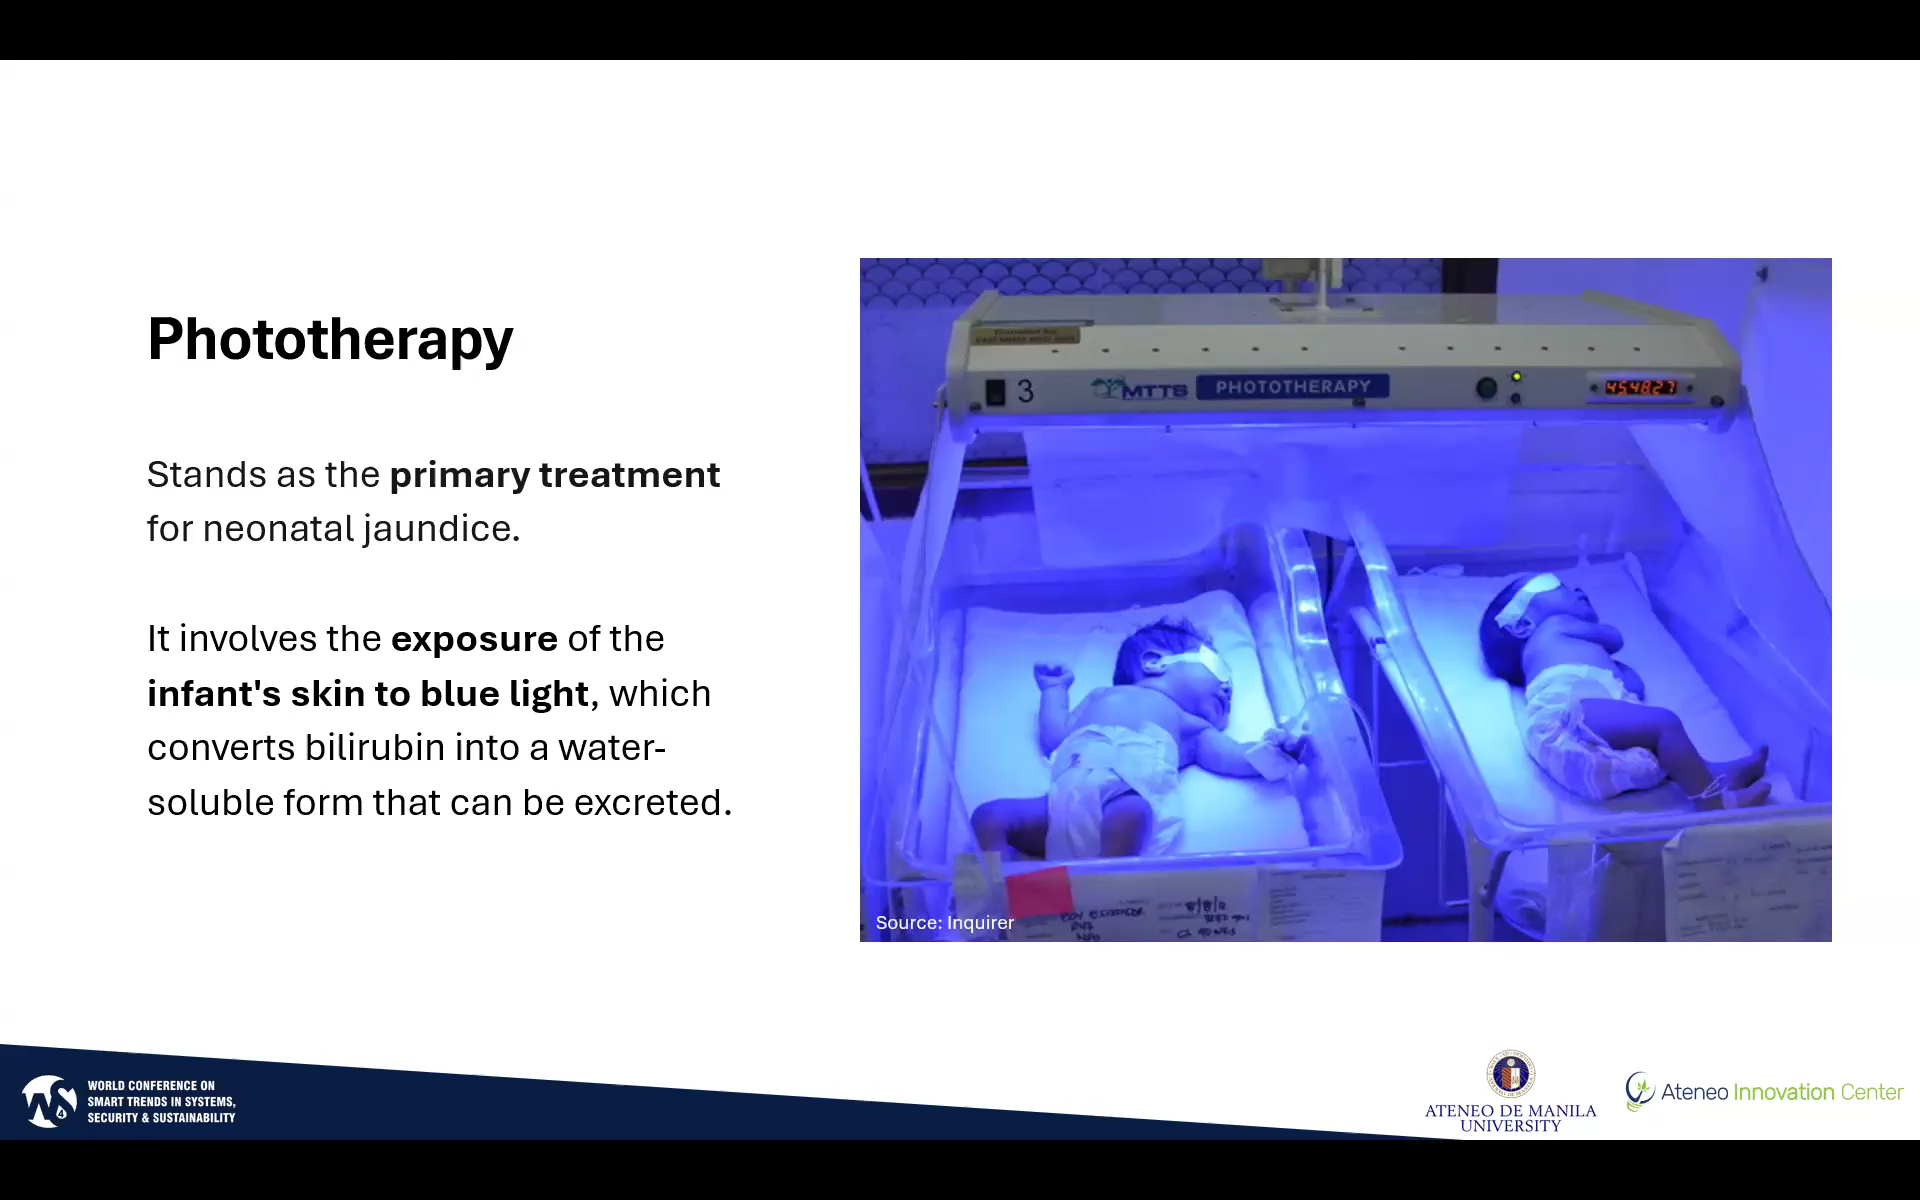 Phototherapy
Stands as the primary treatment
for neonatal jaundice.
It involves the exposure of the
infant's skin to blue light, which
converts bilirubin into a water-
soluble form that can be excreted.
3
MTTS
PHOTOTHERAPY
Source: Inquirer
WORLD CONFERENCE ON
SMART TRENDS IN SYSTEMS,
SECURITY & SUSTAINABILITY
ATENEO DE MANILA
UNIVERSITY
Ateneo Innovation Center